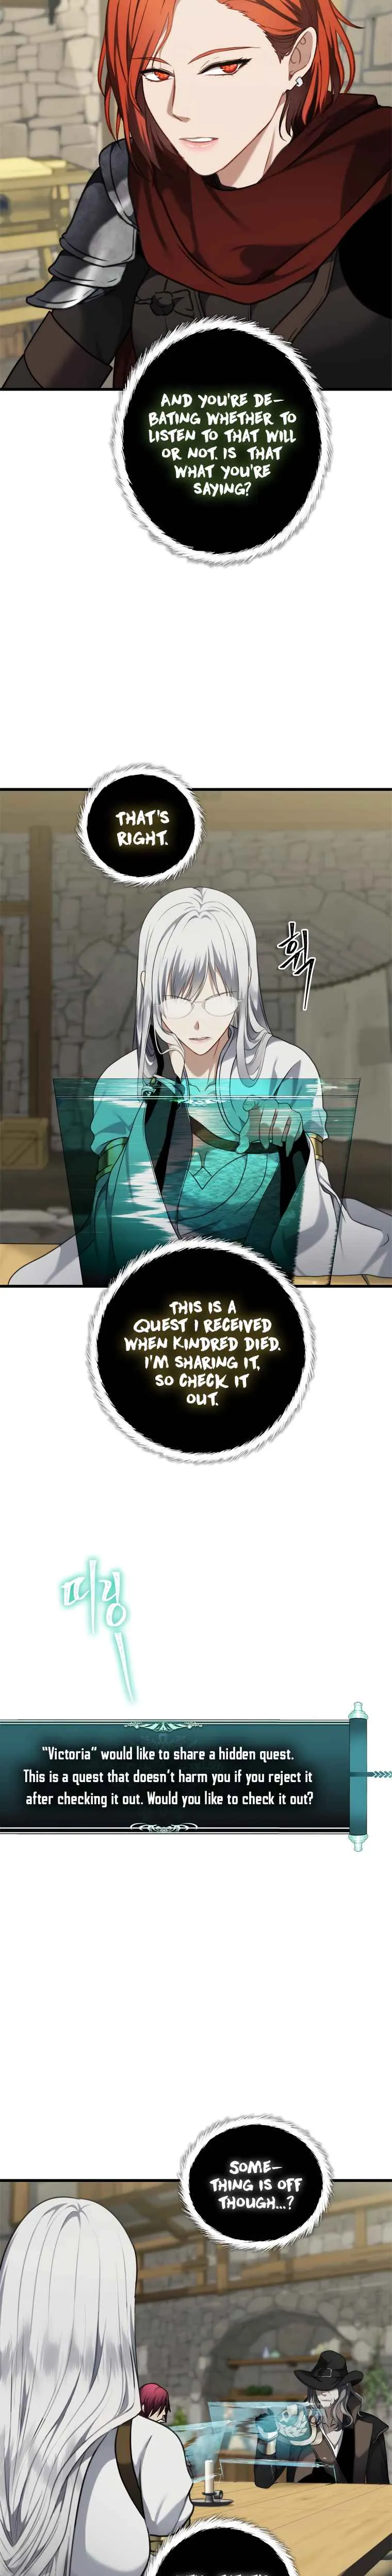 AND YOU'RE DE-
BATING WHETHER TO
LISTEN TO THAT WILL
OR NOT. IS THAT
WHAT YOU'RE
SAYING?
THAT'S
RIGHT.
휙
THIS IS A
QUEST I RECEIVED
WHEN KINDRED DIED.
I'M SHARING IT,
SO CHECK IT
OUT.
띠링
"Victoria" would like to share a hidden quest.
This is a quest that doesn't harm you if you reject it
after checking it out. Would you like to check it out?
SOME-
THING IS OFF
THOUGH...?